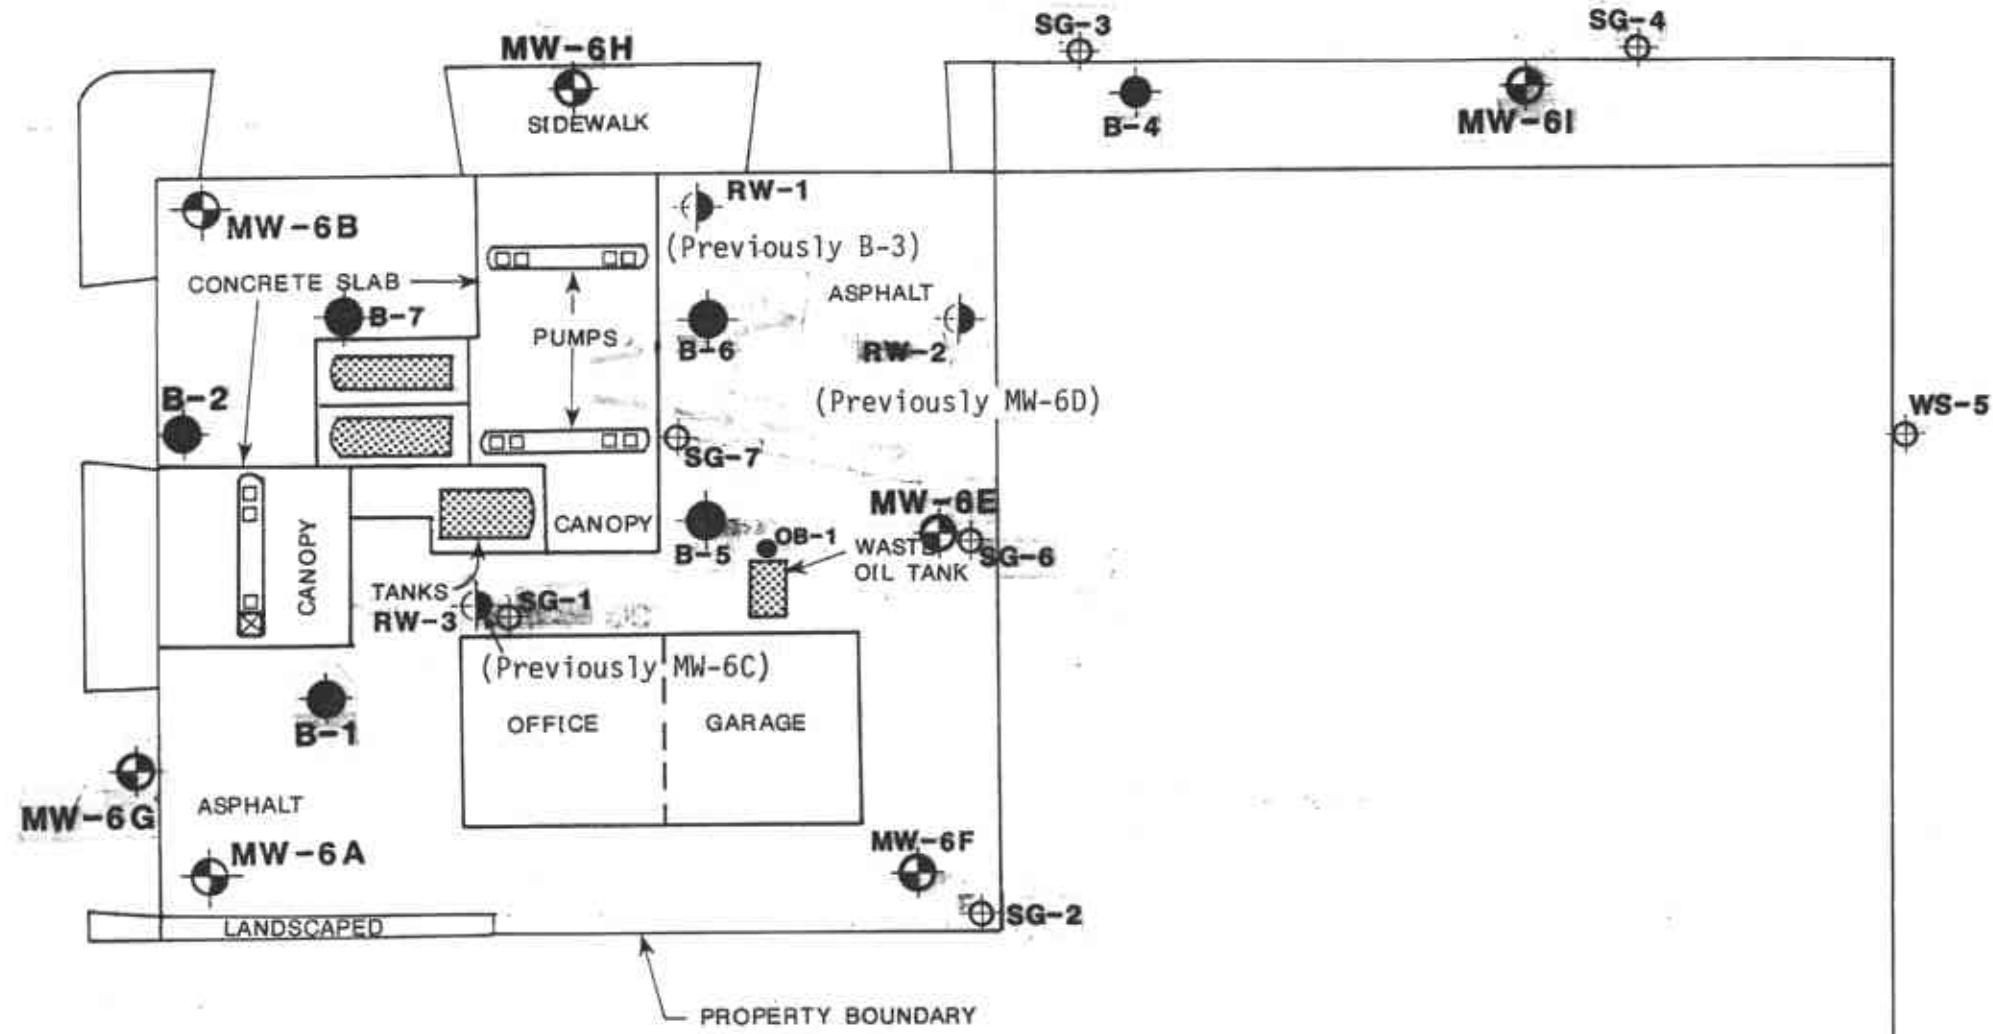 SG-3
SG-4
MW-6H
SIDEWALK
B-4
MW-6I
RW-1
MW-6B
(Previously B-3)
CONCRETE SLAB
ASPHALT
B-7
PUMPS
B-6
RW-2
B-2
(Previously MW-6D)
WS-5
SG-7
MW-6E
CANOPY
CANOPY
B-5
OB-1
WASTE
OIL TANK
SG-6
TANKS
SG-1
RW-3
(Previously MW-6C)
OFFICE
GARAGE
B-1
ASPHALT
MW-6G
MW-6A
MW-6F
SG-2
LANDSCAPED
PROPERTY BOUNDARY